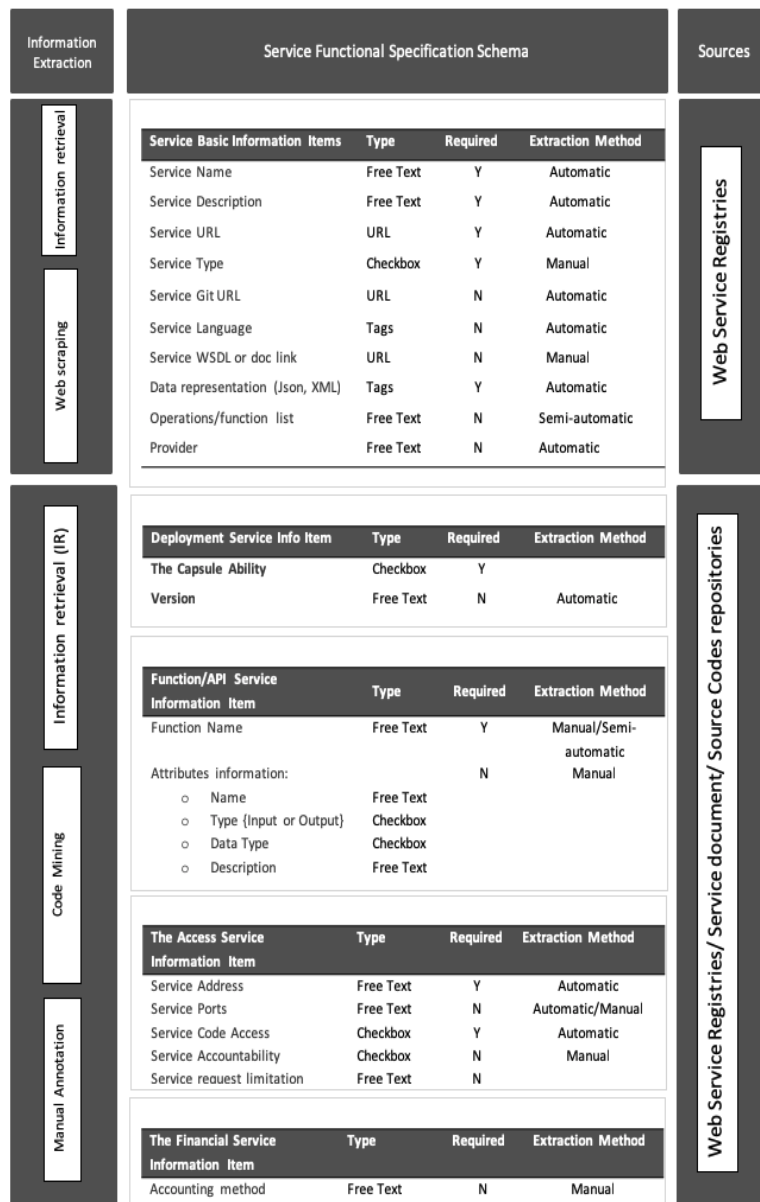 Information
Extraction
Service Functional Specification Schema
Sources
Information retrieval
Web scraping
Service Basic Information Items Type Required Extraction Method
Service Name Free Text Y Automatic
Service Description Free Text Y Automatic
Service URL URL Y Automatic
Service Type Checkbox Y Manual
Service Git URL URL N Automatic
Service Language Tags N Automatic
Service WSDL or doc link URL N Manual
Data representation (Json, XML) Tags Y Automatic
Operations/function list Free Text N Semi-automatic
Provider Free Text N Automatic
Web Service Registries
Information retrieval (IR)
Code Mining
Manual Annotation
Deployment Service Info Item Type Required Extraction Method
The Capsule Ability Checkbox Y
Version Free Text N Automatic
Function/API Service
Information Item Type Required Extraction Method
Function Name Free Text Y Manual/Semi-
automatic
Attributes information: N Manual
o Name Free Text
o Type {Input or Output} Checkbox
o Data Type Checkbox
o Description Free Text
The Access Service Type Required Extraction Method
Information Item
Service Address Free Text Y Automatic
Service Ports Free Text N Automatic/Manual
Service Code Access Checkbox Y Automatic
Service Accountability Checkbox N Manual
Service request limitation Free Text N
The Financial Service Type Required Extraction Method
Information Item
Accounting method Free Text N Manual
Web Service Registries/ Service document/ Source Codes repositories